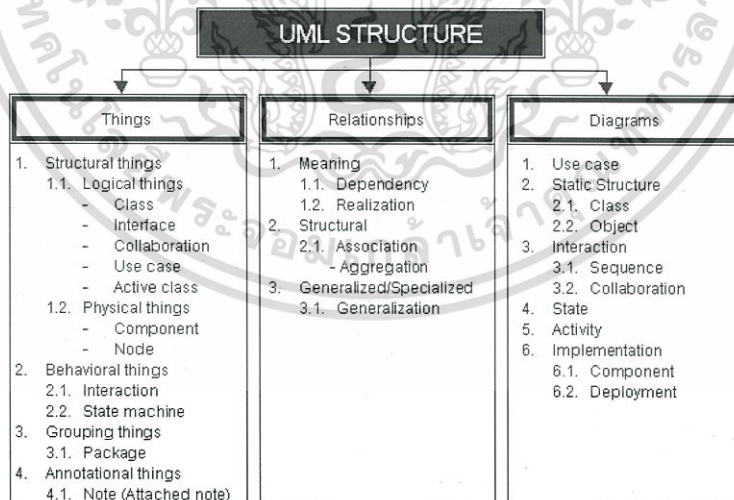 UML STRUCTURE
Things
1. Structural things
1.1. Logical things
- Class
- Interface
- Collaboration
- Use case
- Active class
1.2. Physical things
- Component
- Node
2. Behavioral things
2.1. Interaction
2.2. State machine
3. Grouping things
3.1. Package
4. Annotational things
4.1. Note (Attached note)
Relationships
1. Meaning
1.1. Dependency
1.2. Realization
2. Structural
2.1. Association
- Aggregation
3. Generalized/Specialized
3.1. Generalization
Diagrams
1. Use case
2. Static Structure
2.1. Class
2.2. Object
3. Interaction
3.1. Sequence
3.2. Collaboration
4. State
5. Activity
6. Implementation
6.1. Component
6.2. Deployment